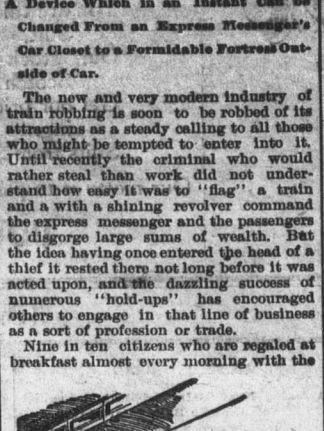 A Device Which in an Instant Can be
Changed From an Express Messenger's
Car Closet to a Formidable Fortress Out-
side of Car.
The new and very modern industry of
train robbing is soon to be robbed of its
attractions as a steady calling to all those
who might be tempted to enter into it.
Until recently the criminal who would
rather steal than work did not under-
stand how easy it was to "flag" a train
and a with a shining revolver command
the express messenger and the passengers
to disgorge large sums of wealth. But
the idea having once entered the head of a
thief it rested there not long before it was
acted upon, and the dazzling success of
numerous "hold-ups" has encouraged
others to engage in that line of business
as a sort of profession or trade.
Nine in ten citizens who are regaled at
breakfast almost every morning with the